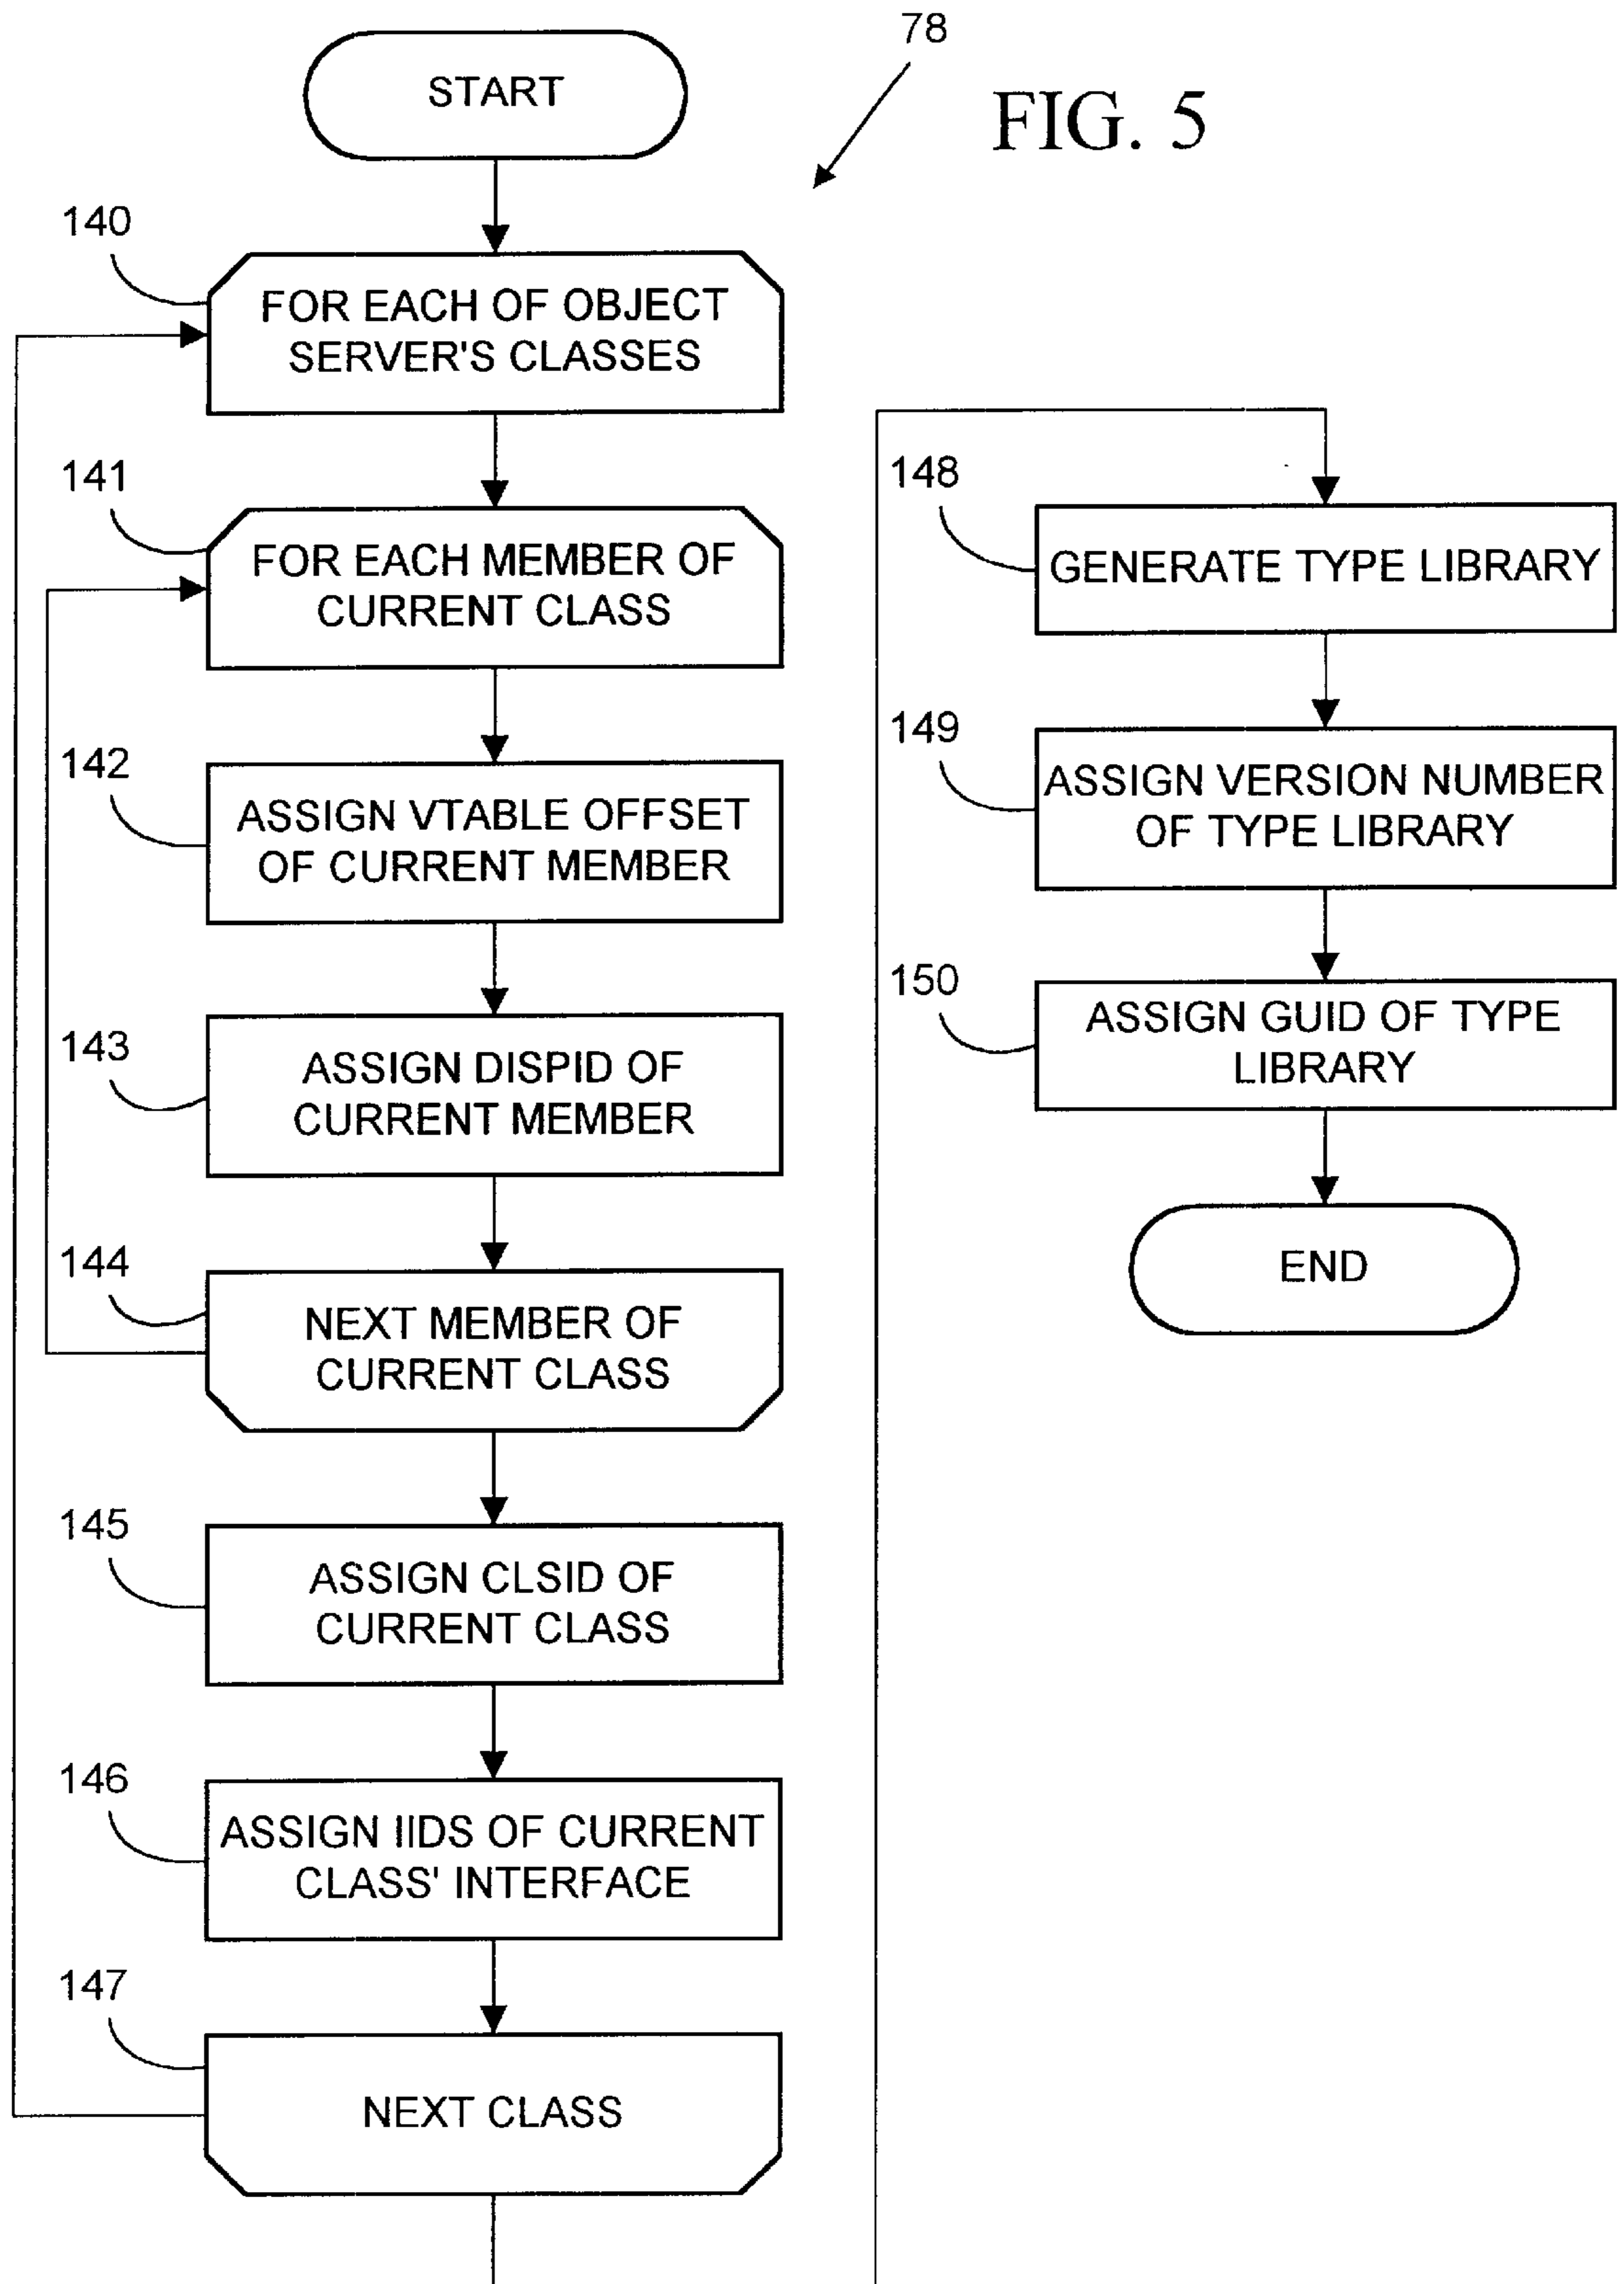 78
FIG. 5
START
140
FOR EACH OF OBJECT
SERVER'S CLASSES
141
FOR EACH MEMBER OF
CURRENT CLASS
142
ASSIGN VTABLE OFFSET
OF CURRENT MEMBER
143
ASSIGN DISPID OF
CURRENT MEMBER
144
NEXT MEMBER OF
CURRENT CLASS
145
ASSIGN CLSID OF
CURRENT CLASS
146
ASSIGN IIDS OF CURRENT
CLASS' INTERFACE
147
NEXT CLASS
148
GENERATE TYPE LIBRARY
149
ASSIGN VERSION NUMBER
OF TYPE LIBRARY
150
ASSIGN GUID OF TYPE
LIBRARY
END